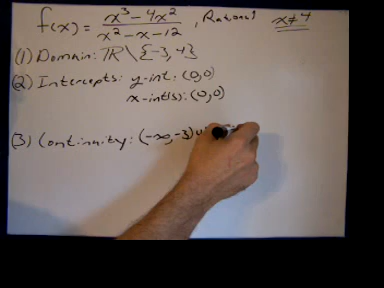 f(x) = x³ - 4x² / x² - x - 12 , Rational x ≠ 4
(1) Domain: ℝ \ {-3, 4}
(2) Intercepts: y-int: (0,0)
x-int(s): (0,0)
(3) Continuity: (-∞, -3) ∪